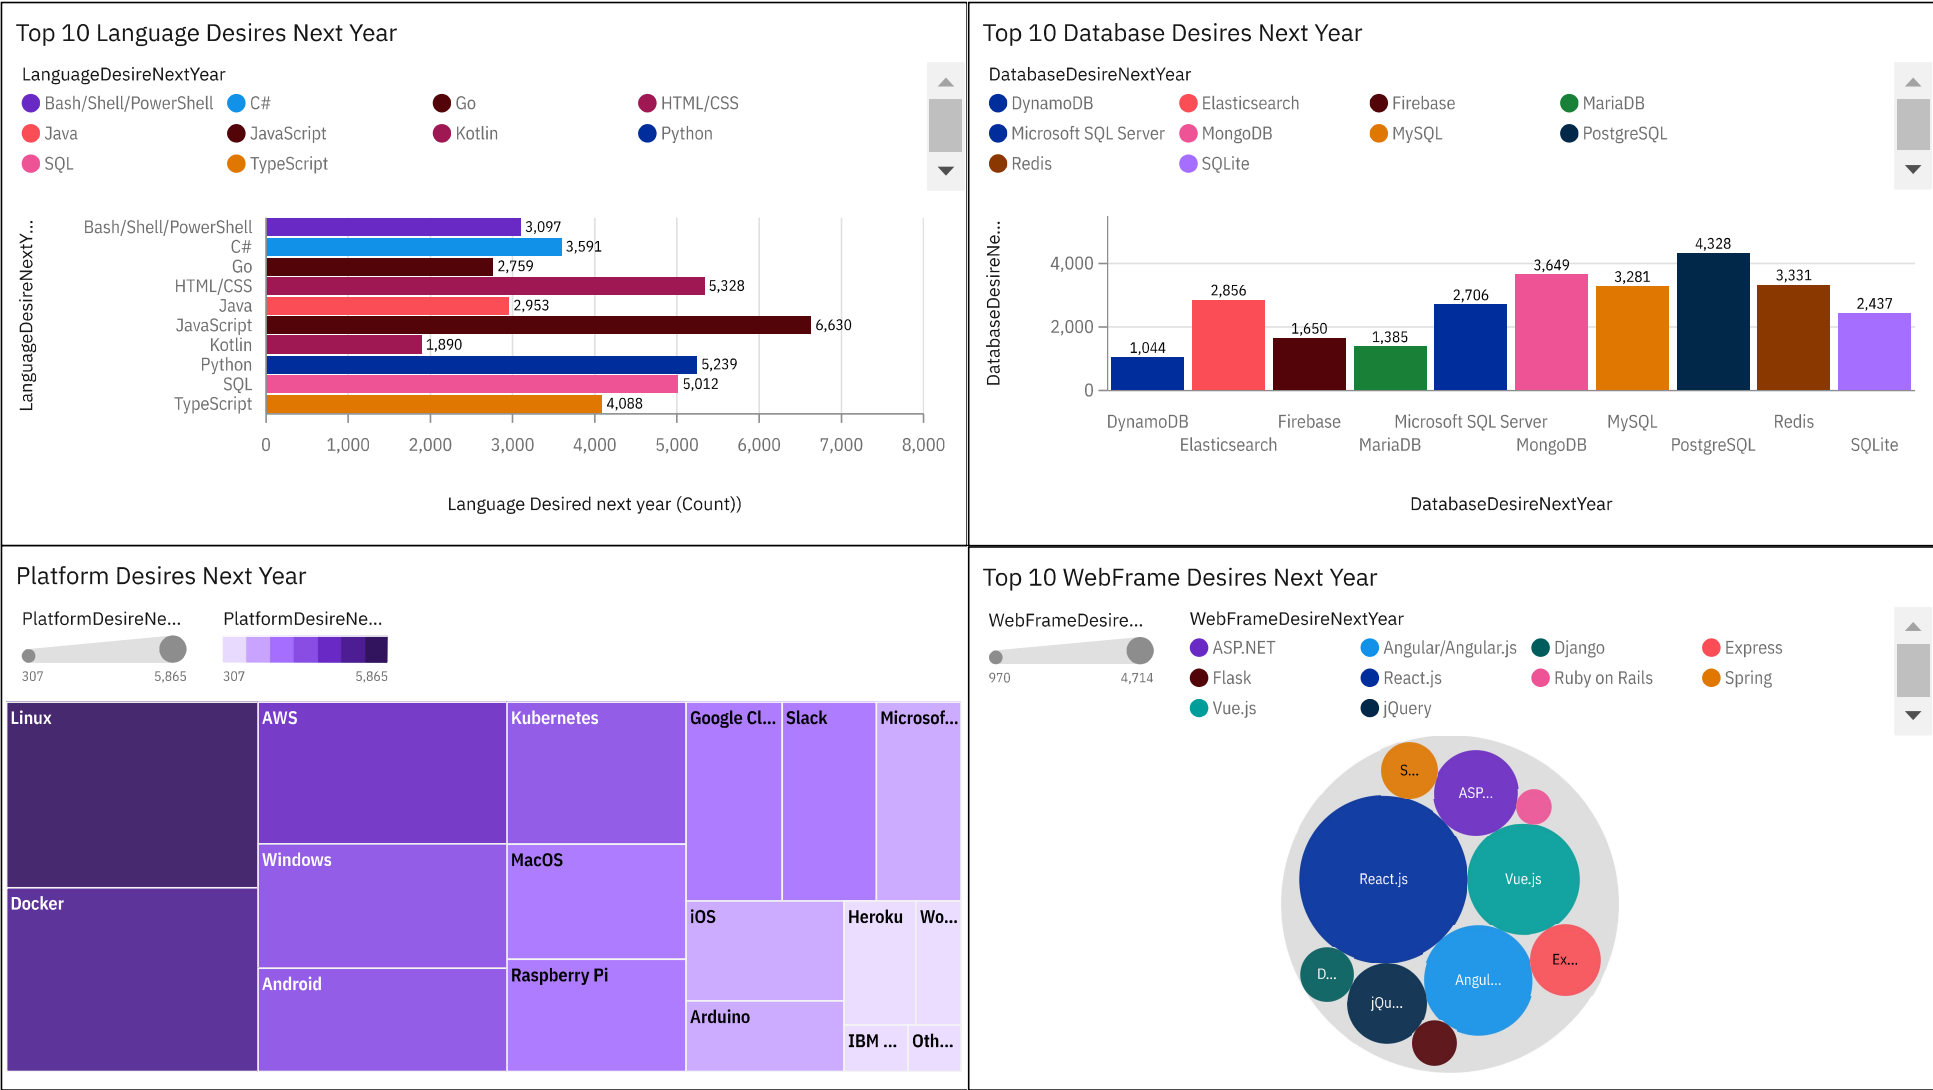 Top 10 Language Desires Next Year
LanguageDesireNextYear
Bash/Shell/PowerShell C# Go HTML/CSS
Java JavaScript Kotlin Python
SQL TypeScript
LanguageDesireNextY...
Bash/Shell/PowerShell 3,097
C# 3,591
Go 2,759
HTML/CSS 5,328
Java 2,953
JavaScript 6,630
Kotlin 1,890
Python 5,239
SQL 5,012
TypeScript 4,088
0 1,000 2,000 3,000 4,000 5,000 6,000 7,000 8,000
Language Desired next year (Count))
Top 10 Database Desires Next Year
DatabaseDesireNextYear
DynamoDB Elasticsearch Firebase MariaDB
Microsoft SQL Server MongoDB MySQL PostgreSQL
Redis SQLite
DatabaseDesireNe...
4,000
2,000
0
1,044 2,856 1,650 1,385 2,706 3,649 3,281 4,328 3,331 2,437
DynamoDB Firebase Microsoft SQL Server MySQL Redis
Elasticsearch MariaDB MongoDB PostgreSQL SQLite
DatabaseDesireNextYear
Platform Desires Next Year
PlatformDesireNe... PlatformDesireNe...
307 5,865 307 5,865
Linux AWS Kubernetes Google Cl... Slack Microsof...
Windows MacOS
Docker iOS Heroku Wo...
Android Raspberry Pi
Arduino IBM ... Oth...
Top 10 WebFrame Desires Next Year
WebFrameDesire... WebFrameDesireNextYear
970 4,714
ASP.NET Angular/Angular.js Django Express
Flask React.js Ruby on Rails Spring
Vue.js jQuery
S...
ASP...
React.js Vue.js
Ex...
D... Angul...
jQu...